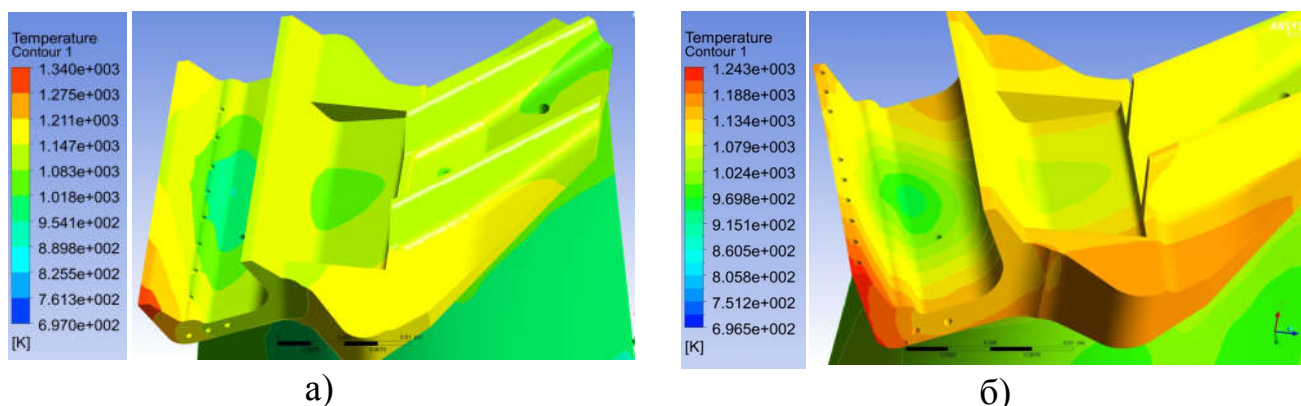 Temperature
Contour 1
1.340e+003
1.275e+003
1.211e+003
1.147e+003
1.083e+003
1.018e+003
9.541e+002
8.898e+002
8.255e+002
7.613e+002
6.970e+002
[K]
а)
Temperature
Contour 1
1.243e+003
1.188e+003
1.134e+003
1.079e+003
1.024e+003
9.698e+002
9.151e+002
8.605e+002
8.058e+002
7.512e+002
6.965e+002
[K]
б)